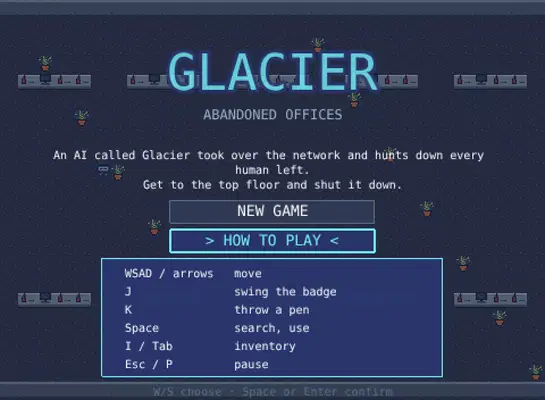 GLACIER
ABANDONED OFFICES
An AI called Glacier took over the network and hunts down every
human left.
Get to the top floor and shut it down.
NEW GAME
> HOW TO PLAY <
WSAD / arrows move
J swing the badge
K throw a pen
Space search, use
I / Tab inventory
Esc / P pause
W/S choose - Space or Enter confirm